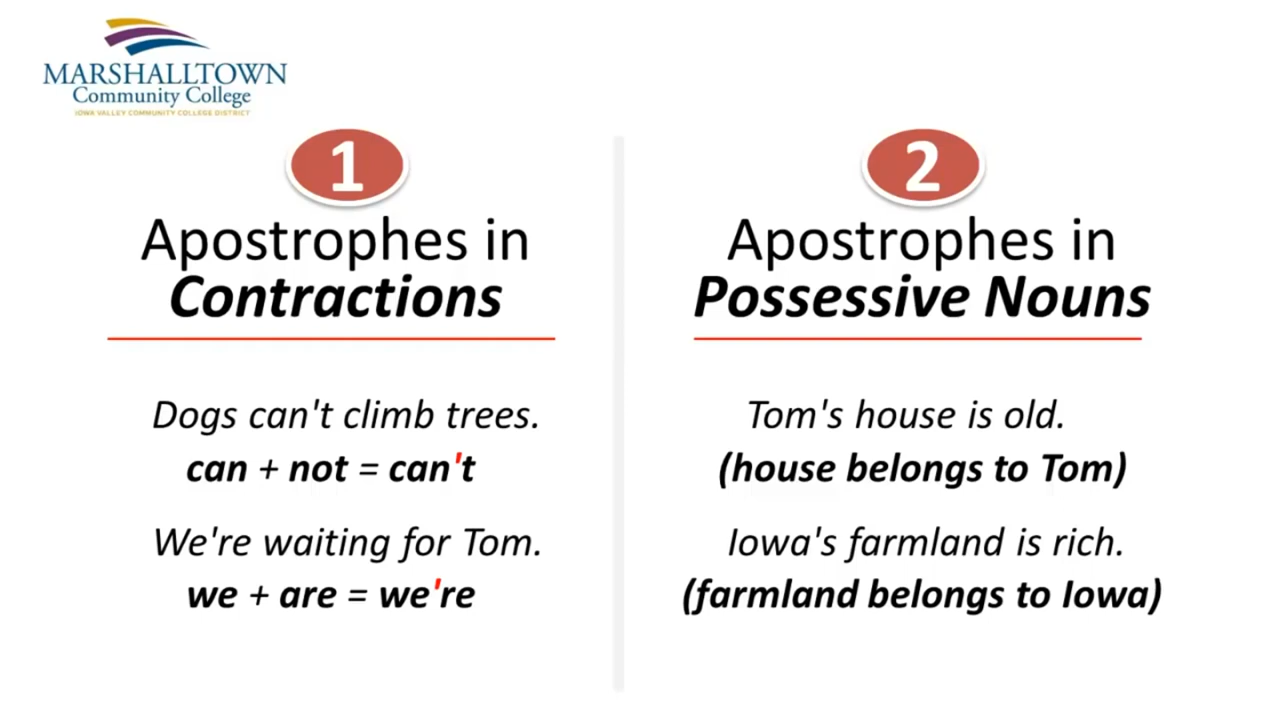 MARSHALLTOWN
Community College
IOWA VALLEY COMMUNITY COLLEGE DISTRICT
1
Apostrophes in
Contractions
Dogs can't climb trees.
can + not = can't
We're waiting for Tom.
we + are = we're
2
Apostrophes in
Possessive Nouns
Tom's house is old.
(house belongs to Tom)
Iowa's farmland is rich.
(farmland belongs to Iowa)